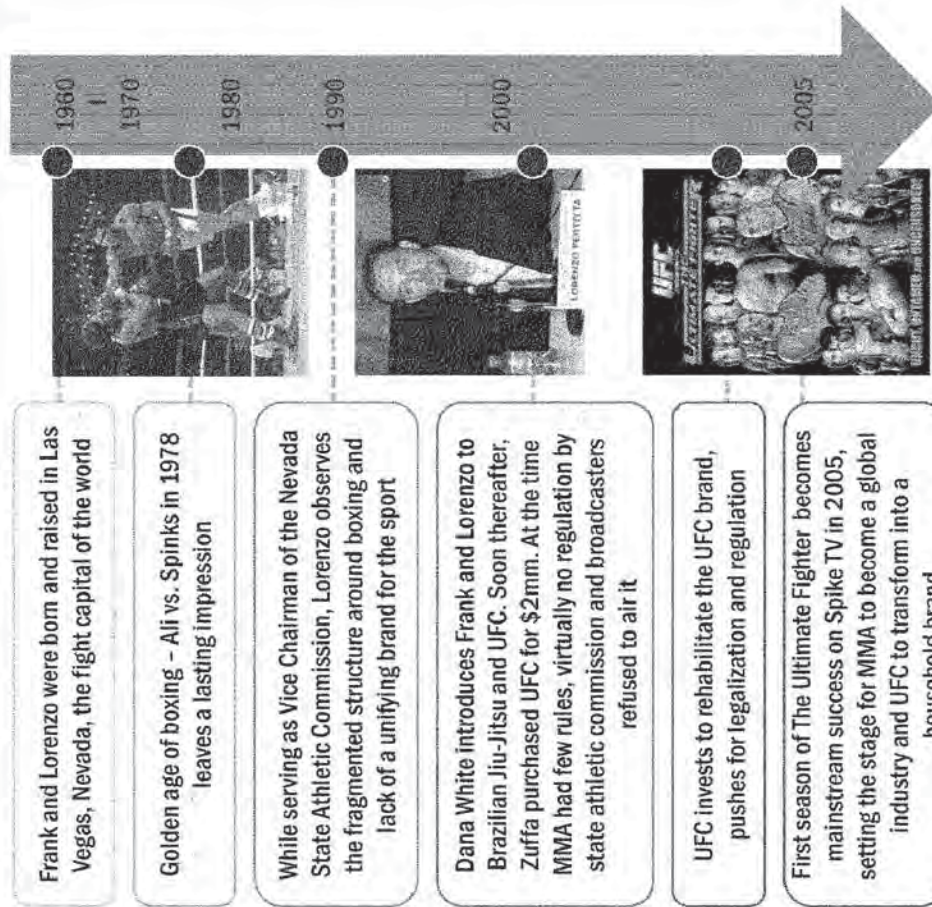 Frank and Lorenzo were born and raised in Las
Vegas, Nevada, the fight capital of the world
Golden age of boxing – Ali vs. Spinks in 1978
leaves a lasting impression
While serving as Vice Chairman of the Nevada
State Athletic Commission, Lorenzo observes
the fragmented structure around boxing and
lack of a unifying brand for the sport
Dana White introduces Frank and Lorenzo to
Brazilian Jiu-Jitsu and UFC. Soon thereafter,
Zuffa purchased UFC for $2mm. At the time
MMA had few rules, virtually no regulation by
state athletic commission and broadcasters
refused to air it
UFC invests to rehabilitate the UFC brand,
pushes for legalization and regulation
First season of The Ultimate Fighter becomes
mainstream success on Spike TV in 2005,
setting the stage for MMA to become a global
industry and UFC to transform into a
household brand
LORENZO FERTITTA
UFC
1960
1970
1980
1990
2000
2005